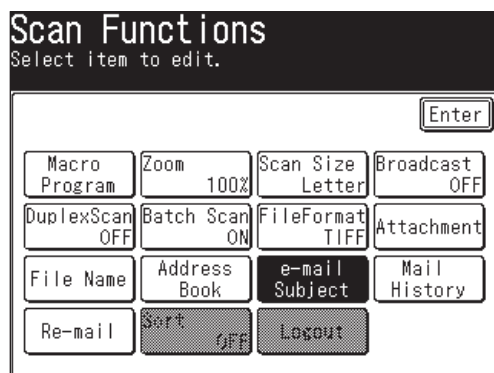 Scan Functions
Select item to edit.
Enter
Macro Program
Zoom 100%
Scan Size Letter
Broadcast OFF
DuplexScan OFF
Batch Scan ON
FileFormat TIFF
Attachment
File Name
Address Book
e-mail Subject
Mail History
Re-mail
Sort OFF
Logout